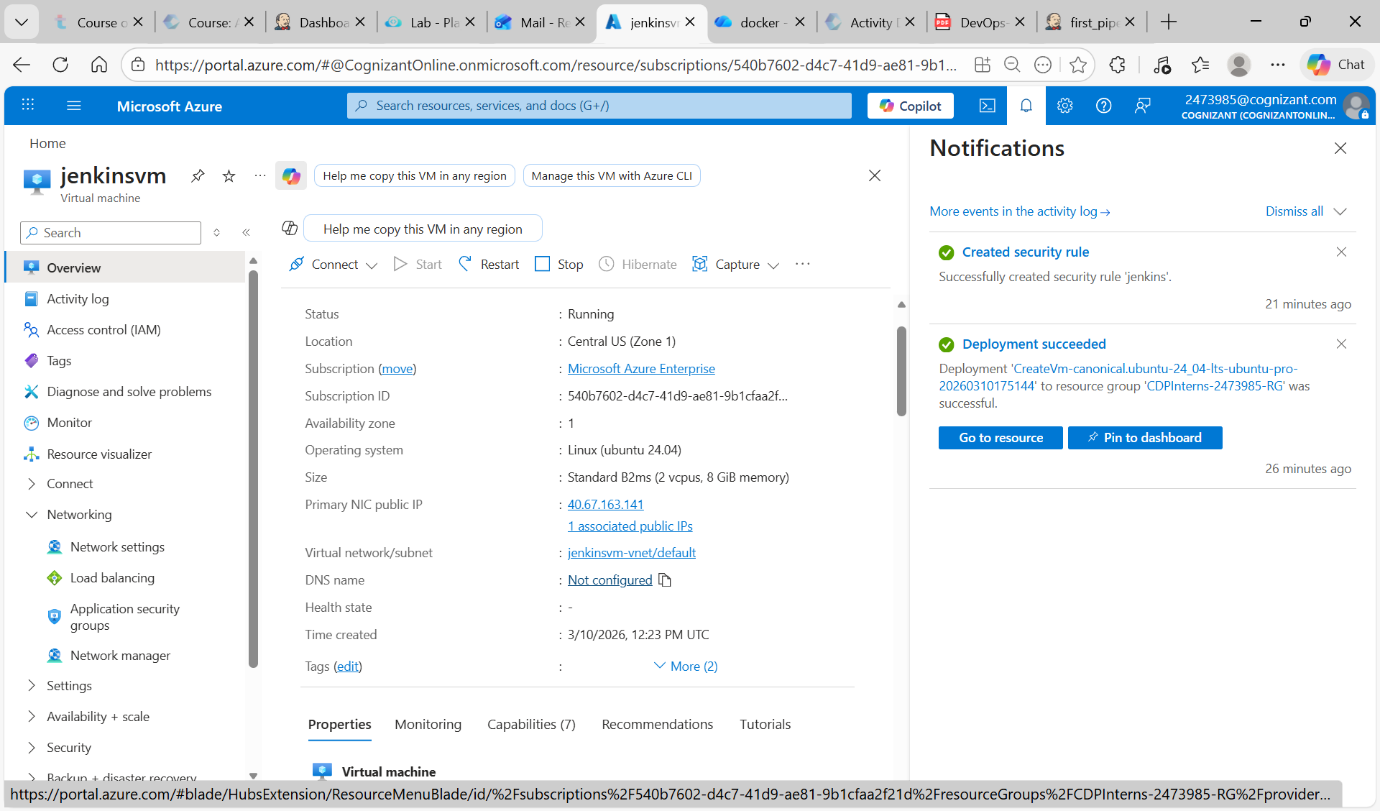 Course o
Course: A
Dashboa
Lab - Pla
Mail - Re
jenkinsvm
docker -
Activity (
DevOps-
first_pipe
https://portal.azure.com/#@CognizantOnline.onmicrosoft.com/resource/subscriptions/540b7602-d4c7-41d9-ae81-9b1...
Chat
Microsoft Azure
Search resources, services, and docs (G+/)
Copilot
2473985@cognizant.com
COGNIZANT (COGNIZANTONLIN...
Home
jenkinsvm
Virtual machine
Search
Overview
Activity log
Access control (IAM)
Tags
Diagnose and solve problems
Monitor
Resource visualizer
Connect
Networking
Network settings
Load balancing
Application security
groups
Network manager
Settings
Availability + scale
Security
Backup + disaster recovery
Help me copy this VM in any region
Manage this VM with Azure CLI
Help me copy this VM in any region
Connect
Start
Restart
Stop
Hibernate
Capture
Status : Running
Location : Central US (Zone 1)
Subscription (move) : Microsoft Azure Enterprise
Subscription ID : 540b7602-d4c7-41d9-ae81-9b1cfaa2f...
Availability zone : 1
Operating system : Linux (ubuntu 24.04)
Size : Standard B2ms (2 vcpus, 8 GiB memory)
Primary NIC public IP : 40.67.163.141
1 associated public IPs
Virtual network/subnet : jenkinsvm-vnet/default
DNS name : Not configured
Health state : -
Time created : 3/10/2026, 12:23 PM UTC
Tags (edit) : More (2)
Properties
Monitoring
Capabilities (7)
Recommendations
Tutorials
Virtual machine
Notifications
More events in the activity log →
Dismiss all
Created security rule
Successfully created security rule 'jenkins'.
21 minutes ago
Deployment succeeded
Deployment 'CreateVm-canonical.ubuntu-24_04-lts-ubuntu-pro-
20260310175144' to resource group 'CDPInterns-2473985-RG' was
successful.
Go to resource
Pin to dashboard
26 minutes ago
https://portal.azure.com/#blade/HubsExtension/ResourceMenuBlade/id/%2Fsubscriptions%2F540b7602-d4c7-41d9-ae81-9b1cfaa2f21d%2FresourceGroups%2FCDPInterns-2473985-RG%2Fprovider...